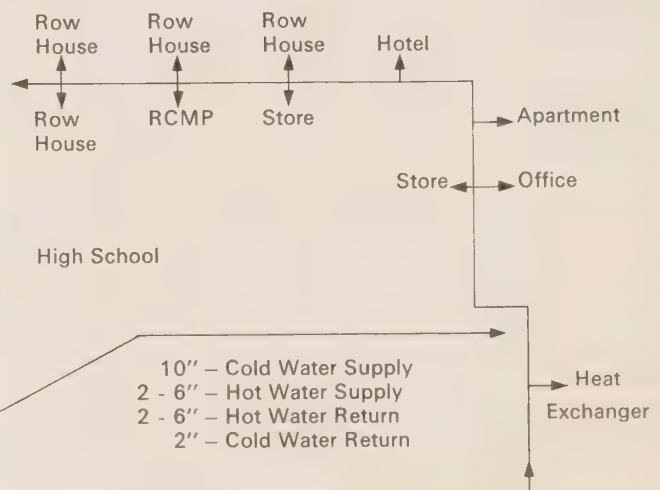 Row
House
Row
House
Row
House
Hotel
Row
House
RCMP
Store
Apartment
Store
Office
High School
10" – Cold Water Supply
2 - 6" – Hot Water Supply
2 - 6" – Hot Water Return
2" – Cold Water Return
Heat
Exchanger